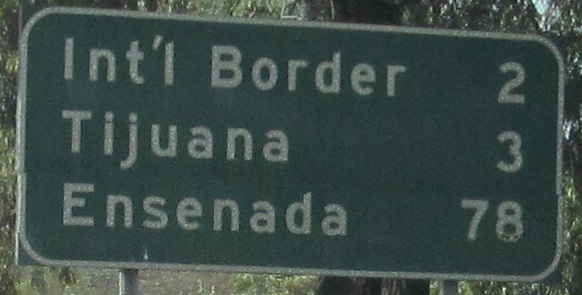 Int'l Border 2
Tijuana 3
Ensenada 78